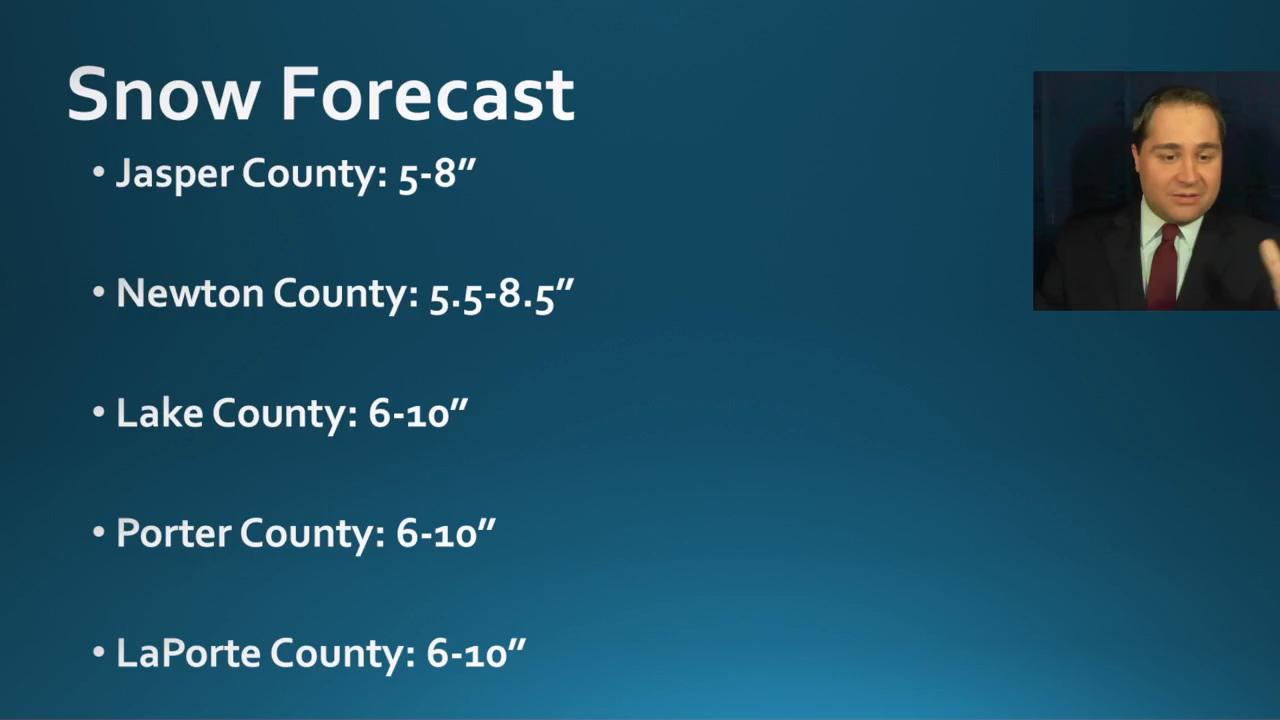 Snow Forecast
• Jasper County: 5-8”
• Newton County: 5.5-8.5”
• Lake County: 6-10”
• Porter County: 6-10”
• LaPorte County: 6-10”